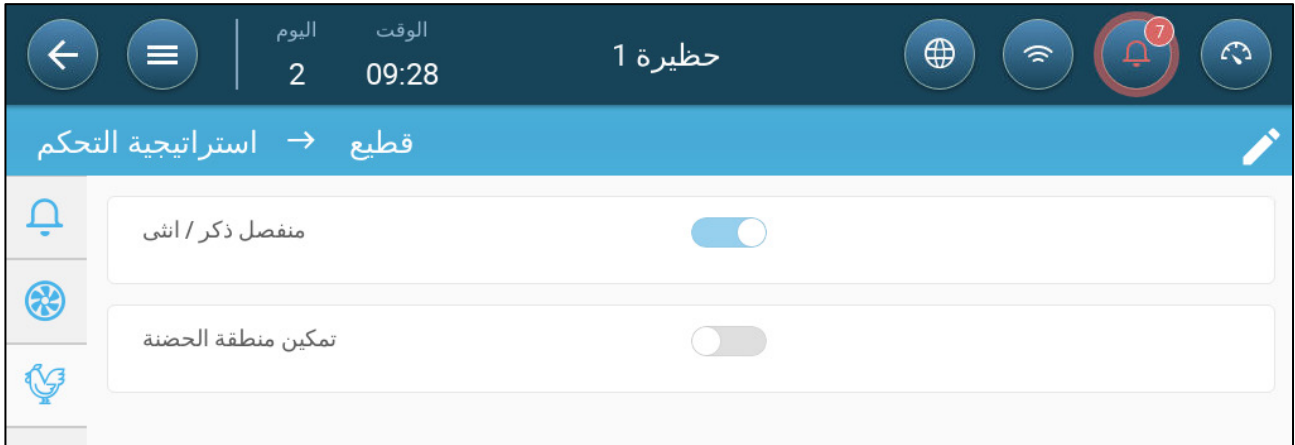 اليوم
الوقت
2
09:28
حظيرة 1
7
استراتيجية التحكم → قطيع
منفصل ذكر / انثى
تمكين منطقة الحضنة